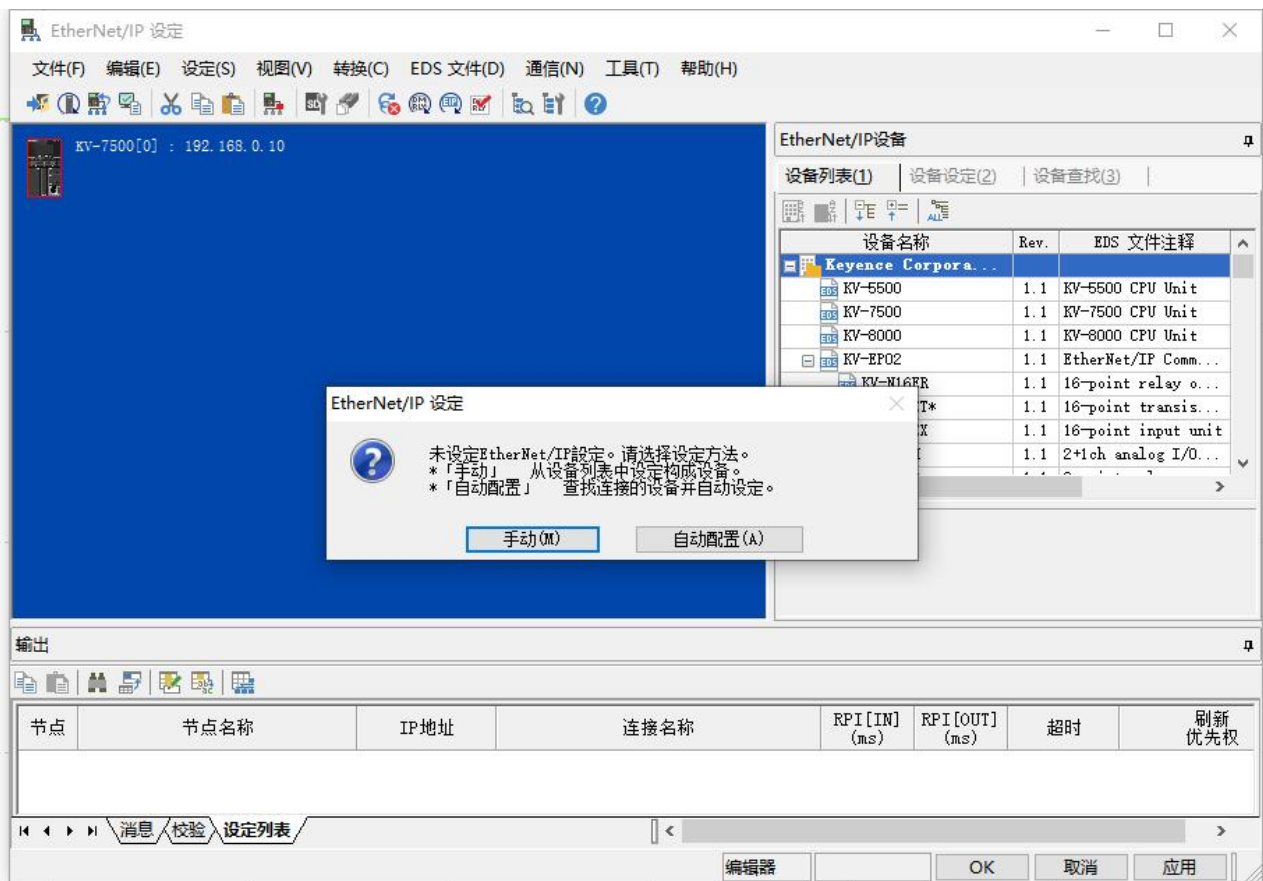 EtherNet/IP 设定
文件(F) 编辑(E) 设定(S) 视图(V) 转换(C) EDS 文件(D) 通信(N) 工具(T) 帮助(H)
KV-7500[0] : 192.168.0.10
EtherNet/IP设备
设备列表(1) 设备设定(2) 设备查找(3)
设备名称 Rev. EDS 文件注释
Keyence Corpora...
KV-5500 1.1 KV-5500 CPU Unit
KV-7500 1.1 KV-7500 CPU Unit
KV-8000 1.1 KV-8000 CPU Unit
KV-EP02 1.1 EtherNet/IP Comm...
KV-N16ER 1.1 16-point relay o...
T* 1.1 16-point transis...
X 1.1 16-point input unit
1.1 2+1ch analog I/O...
EtherNet/IP 设定
未设定EtherNet/IP設定。请选择设定方法。
*「手动」 从设备列表中设定构成设备。
*「自动配置」 查找连接的设备并自动设定。
手动(M) 自动配置(A)
输出
节点 节点名称 IP地址 连接名称 RPI[IN] (ms) RPI[OUT] (ms) 超时 刷新 优先权
消息 校验 设定列表
编辑器 OK 取消 应用